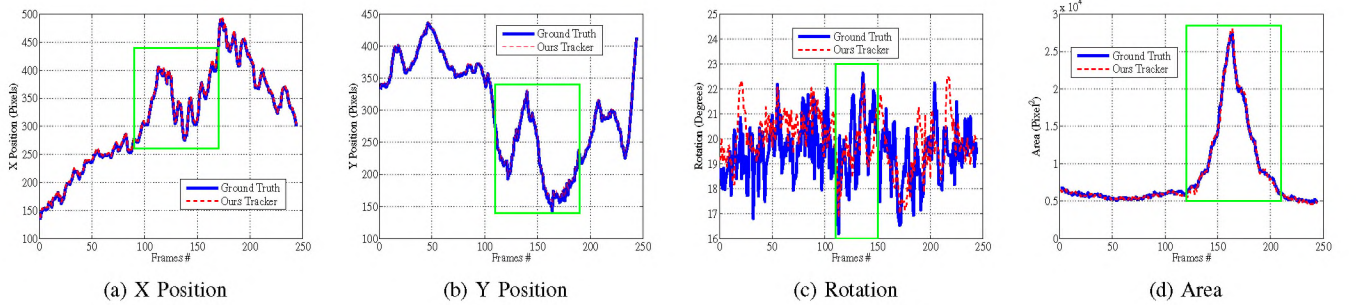 500
450
400
350
300
250
200
150
100
0
50
100
150
200
250
X Position (Pixels)
Frames #
Ground Truth
Ours Tracker
(a) X Position
450
400
350
300
250
200
150
100
0
50
100
150
200
250
Y Position (Pixels)
Frames #
Ground Truth
Ours Tracker
(b) Y Position
25
24
23
22
21
20
19
18
17
16
0
50
100
150
200
250
Rotation (Degrees)
Frames #
Ground Truth
Ours Tracker
(c) Rotation
3 x 10⁴
2.5
2
1.5
1
0.5
0
0
50
100
150
200
250
Area (Pixel²)
Frames #
Ground Truth
Ours Tracker
(d) Area